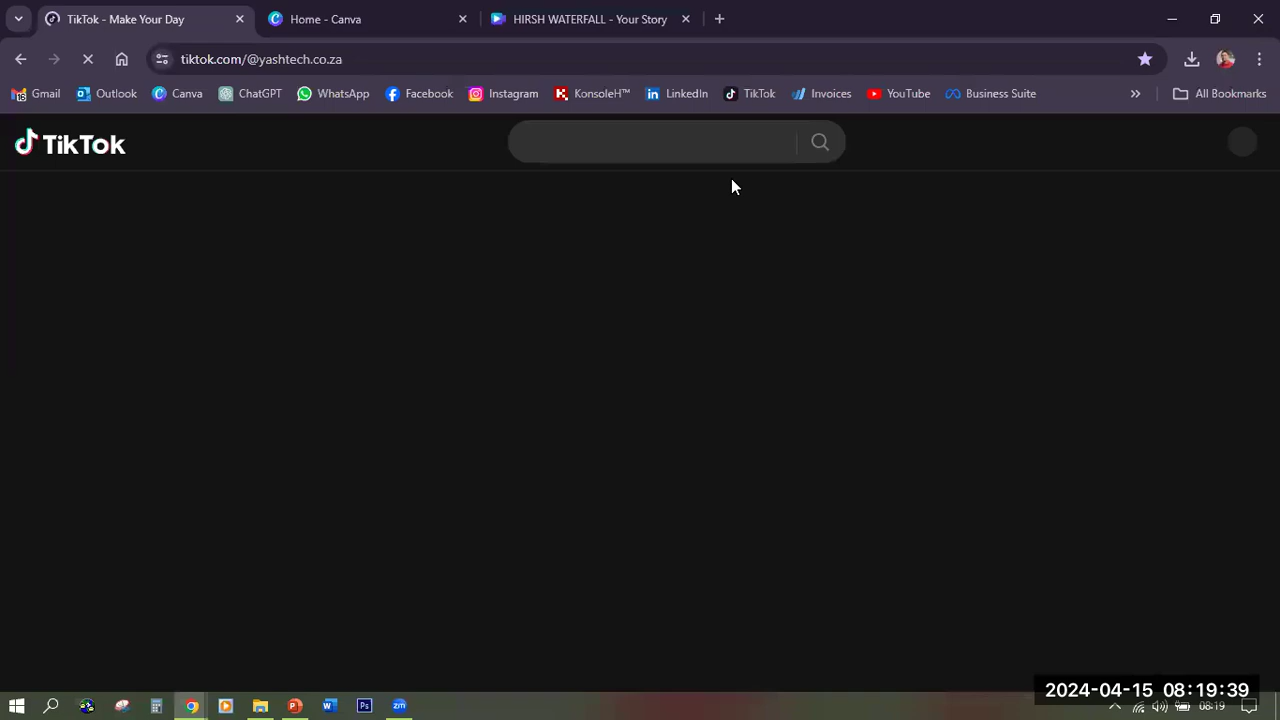 TikTok - Make Your Day
Home - Canva
HIRSH WATERFALL - Your Story
tiktok.com/@yashtech.co.za
Gmail
Outlook
Canva
ChatGPT
WhatsApp
Facebook
Instagram
KonsoleH™
LinkedIn
TikTok
Invoices
YouTube
Business Suite
All Bookmarks
TikTok
2024-04-15 08:19:39
zm
08:19